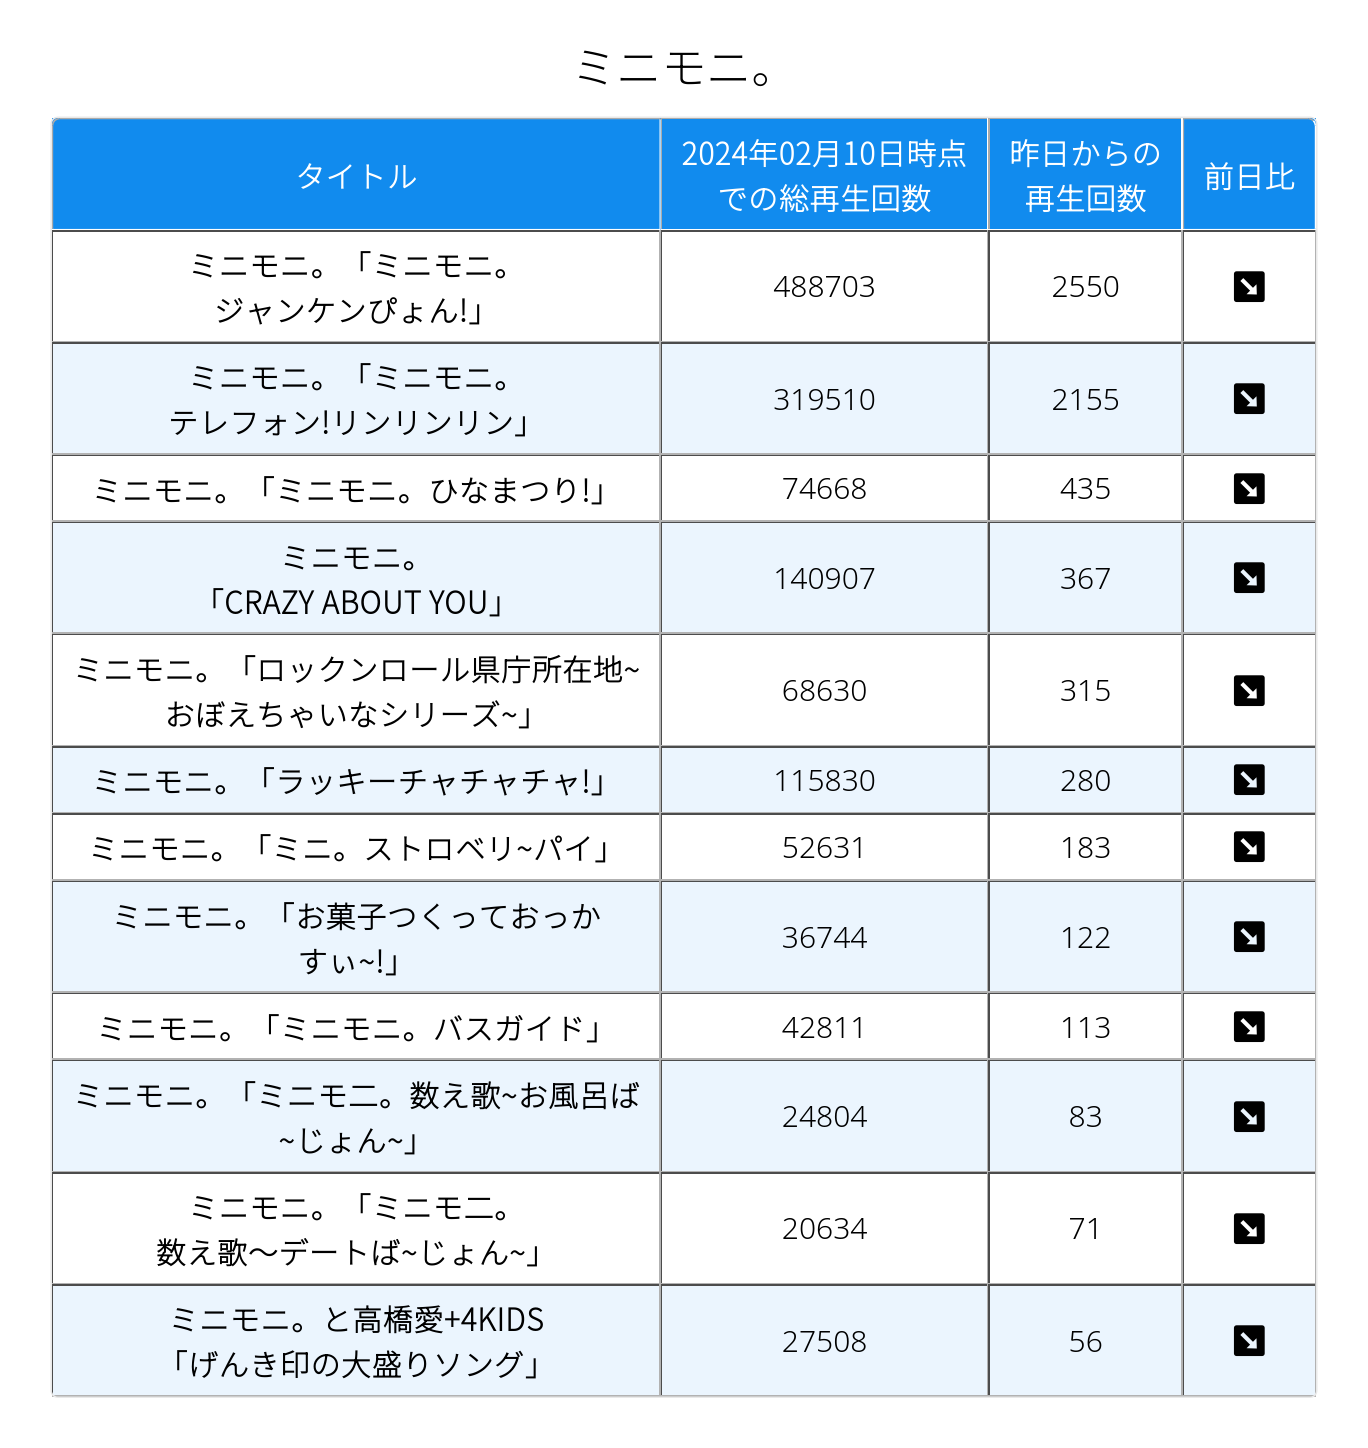 ミニモニ。
タイトル
2024年02月10日時点
での総再生回数
昨日からの
再生回数
前日比
ミニモニ。「ミニモニ。
ジャンケンぴょん!」
488703
2550
ミニモニ。「ミニモニ。
テレフォン!リンリンリン」
319510
2155
ミニモニ。「ミニモニ。ひなまつり!」
74668
435
ミニモニ。
「CRAZY ABOUT YOU」
140907
367
ミニモニ。「ロックンロール県庁所在地~
おぼえちゃいなシリーズ~」
68630
315
ミニモニ。「ラッキーチャチャチャ!」
115830
280
ミニモニ。「ミニ。ストロベリ~パイ」
52631
183
ミニモニ。「お菓子つくっておっか
すぃ~!」
36744
122
ミニモニ。「ミニモニ。バスガイド」
42811
113
ミニモニ。「ミニモ二。数え歌~お風呂ば
~じょん~」
24804
83
ミニモニ。「ミニモ二。
数え歌〜デートば~じょん~」
20634
71
ミニモニ。と高橋愛+4KIDS
「げんき印の大盛りソング」
27508
56